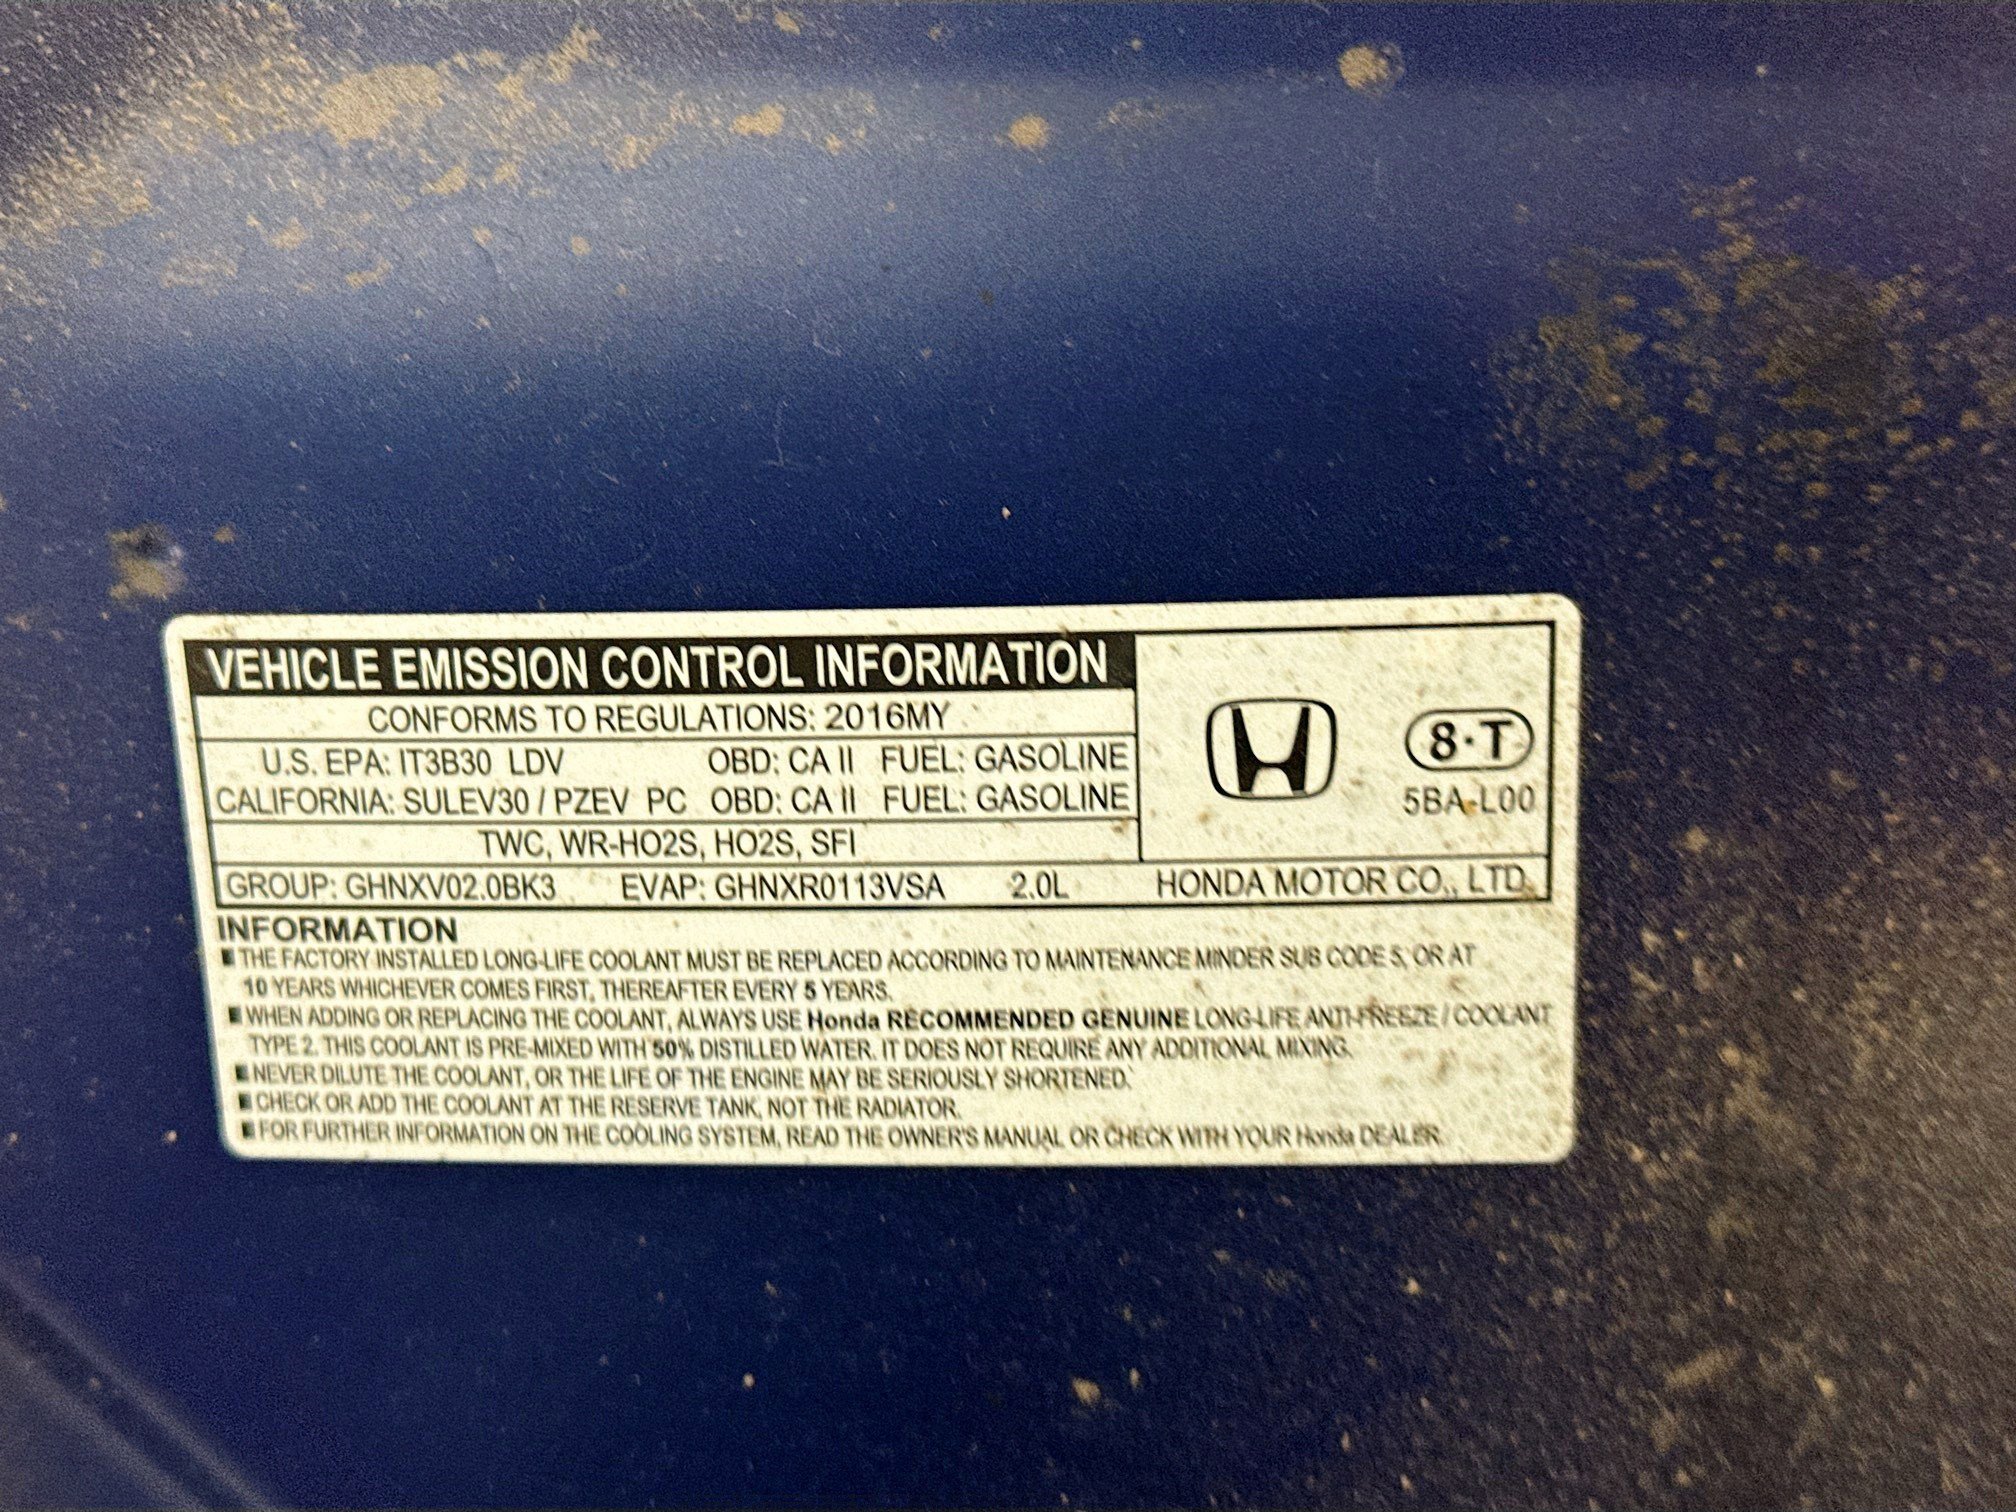 VEHICLE EMISSION CONTROL INFORMATION
CONFORMS TO REGULATIONS: 2016MY
U.S. EPA: IT3B30 LDV OBD: CA II FUEL: GASOLINE
CALIFORNIA: SULEV30 / PZEV PC OBD: CA II FUEL: GASOLINE
TWC, WR-HO2S, HO2S, SFI
8·T
5BA-L00
GROUP: GHNXV02.0BK3 EVAP: GHNXR0113VSA 2.0L HONDA MOTOR CO., LTD.
INFORMATION
■ THE FACTORY INSTALLED LONG-LIFE COOLANT MUST BE REPLACED ACCORDING TO MAINTENANCE MINDER SUB CODE 5, OR AT
10 YEARS WHICHEVER COMES FIRST, THEREAFTER EVERY 5 YEARS.
■ WHEN ADDING OR REPLACING THE COOLANT, ALWAYS USE Honda RECOMMENDED GENUINE LONG-LIFE ANTI-FREEZE / COOLANT
TYPE 2. THIS COOLANT IS PRE-MIXED WITH 50% DISTILLED WATER. IT DOES NOT REQUIRE ANY ADDITIONAL MIXING.
■ NEVER DILUTE THE COOLANT, OR THE LIFE OF THE ENGINE MAY BE SERIOUSLY SHORTENED.
■ CHECK OR ADD THE COOLANT AT THE RESERVE TANK, NOT THE RADIATOR.
■ FOR FURTHER INFORMATION ON THE COOLING SYSTEM, READ THE OWNER'S MANUAL OR CHECK WITH YOUR Honda DEALER.